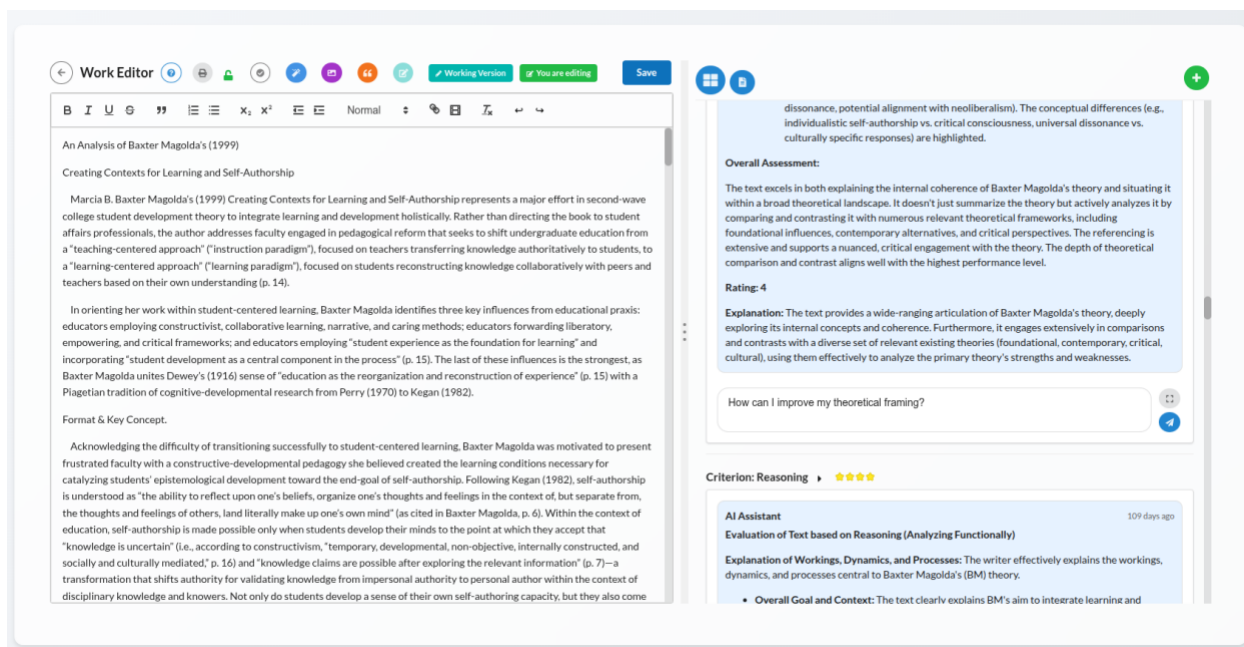 Work Editor
Working Version
You are editing
Save
B I U S
X₂ X²
Normal
An Analysis of Baxter Magolda's (1999)
Creating Contexts for Learning and Self-Authorship
Marcia B. Baxter Magolda's (1999) Creating Contexts for Learning and Self-Authorship represents a major effort in second-wave
college student development theory to integrate learning and development holistically. Rather than directing the book to student
affairs professionals, the author addresses faculty engaged in pedagogical reform that seeks to shift undergraduate education from
a "teaching-centered approach" ("instruction paradigm"), focused on teachers transferring knowledge authoritatively to students, to
a "learning-centered approach" ("learning paradigm"), focused on students reconstructing knowledge collaboratively with peers and
teachers based on their own understanding (p. 14).
In orienting her work within student-centered learning, Baxter Magolda identifies three key influences from educational praxis:
educators employing constructivist, collaborative learning, narrative, and caring methods; educators forwarding liberatory,
empowering, and critical frameworks; and educators employing "student experience as the foundation for learning" and
incorporating "student development as a central component in the process" (p. 15). The last of these influences is the strongest, as
Baxter Magolda unites Dewey's (1916) sense of "education as the reorganization and reconstruction of experience" (p. 15) with a
Piagetian tradition of cognitive-developmental research from Perry (1970) to Kegan (1982).
Format & Key Concept.
Acknowledging the difficulty of transitioning successfully to student-centered learning, Baxter Magolda was motivated to present
frustrated faculty with a constructive-developmental pedagogy she believed created the learning conditions necessary for
catalyzing students' epistemological development toward the end-goal of self-authorship. Following Kegan (1982), self-authorship
is understood as "the ability to reflect upon one's beliefs, organize one's thoughts and feelings in the context of, but separate from,
the thoughts and feelings of others, land literally make up one's own mind" (as cited in Baxter Magolda, p. 6). Within the context of
education, self-authorship is made possible only when students develop their minds to the point at which they accept that
"knowledge is uncertain" (i.e., according to constructivism, "temporary, developmental, non-objective, internally constructed, and
socially and culturally mediated," p. 16) and "knowledge claims are possible after exploring the relevant information" (p. 7)—a
transformation that shifts authority for validating knowledge from impersonal authority to personal author within the context of
disciplinary knowledge and knowers. Not only do students develop a sense of their own self-authoring capacity, but they also come
dissonance, potential alignment with neoliberalism). The conceptual differences (e.g.,
individualistic self-authorship vs. critical consciousness, universal dissonance vs.
culturally specific responses) are highlighted.
Overall Assessment:
The text excels in both explaining the internal coherence of Baxter Magolda's theory and situating it
within a broad theoretical landscape. It doesn't just summarize the theory but actively analyzes it by
comparing and contrasting it with numerous relevant theoretical frameworks, including
foundational influences, contemporary alternatives, and critical perspectives. The referencing is
extensive and supports a nuanced, critical engagement with the theory. The depth of theoretical
comparison and contrast aligns well with the highest performance level.
Rating: 4
Explanation: The text provides a wide-ranging articulation of Baxter Magolda's theory, deeply
exploring its internal concepts and coherence. Furthermore, it engages extensively in comparisons
and contrasts with a diverse set of relevant existing theories (foundational, contemporary, critical,
cultural), using them effectively to analyze the primary theory's strengths and weaknesses.
How can I improve my theoretical framing?
Criterion: Reasoning
AI Assistant
109 days ago
Evaluation of Text based on Reasoning (Analyzing Functionally)
Explanation of Workings, Dynamics, and Processes: The writer effectively explains the workings,
dynamics, and processes central to Baxter Magolda's (BM) theory.
• Overall Goal and Context: The text clearly explains BM's aim to integrate learning and